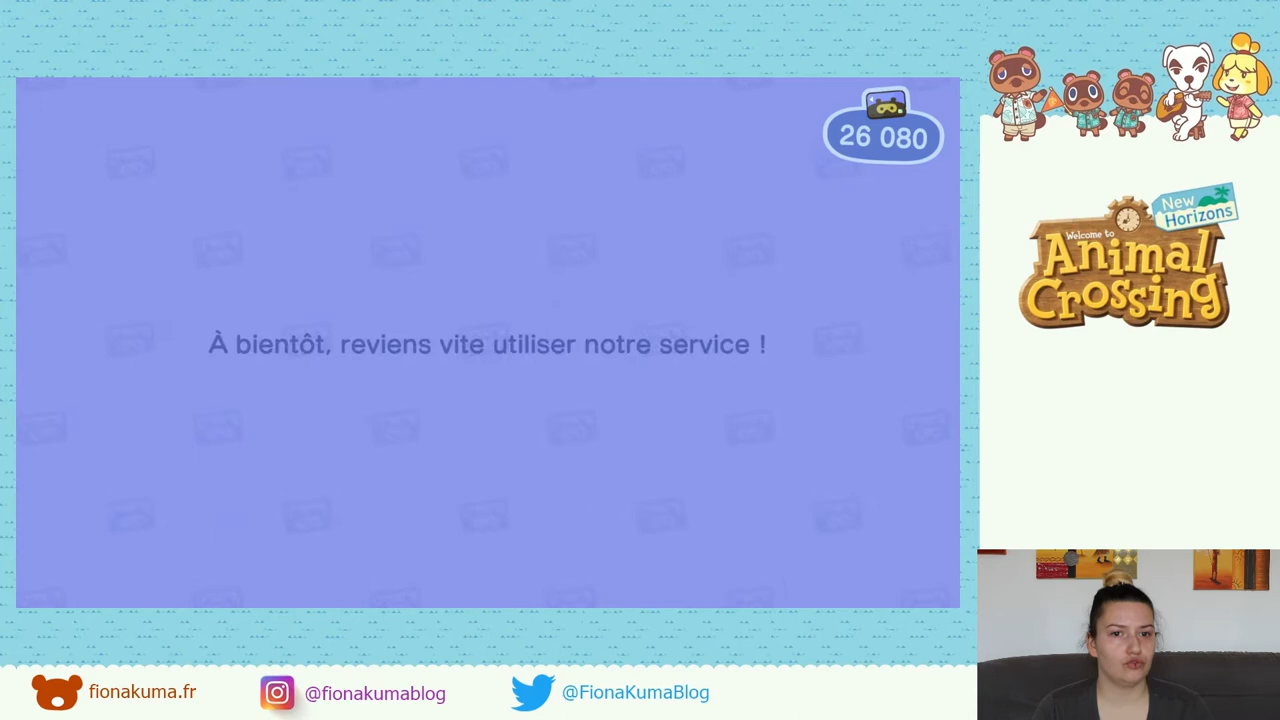 26 080
À bientôt, reviens vite utiliser notre service !
New
Horizons
Welcome to
Animal
Crossing
fionakuma.fr
@fionakumablog
@FionaKumaBlog